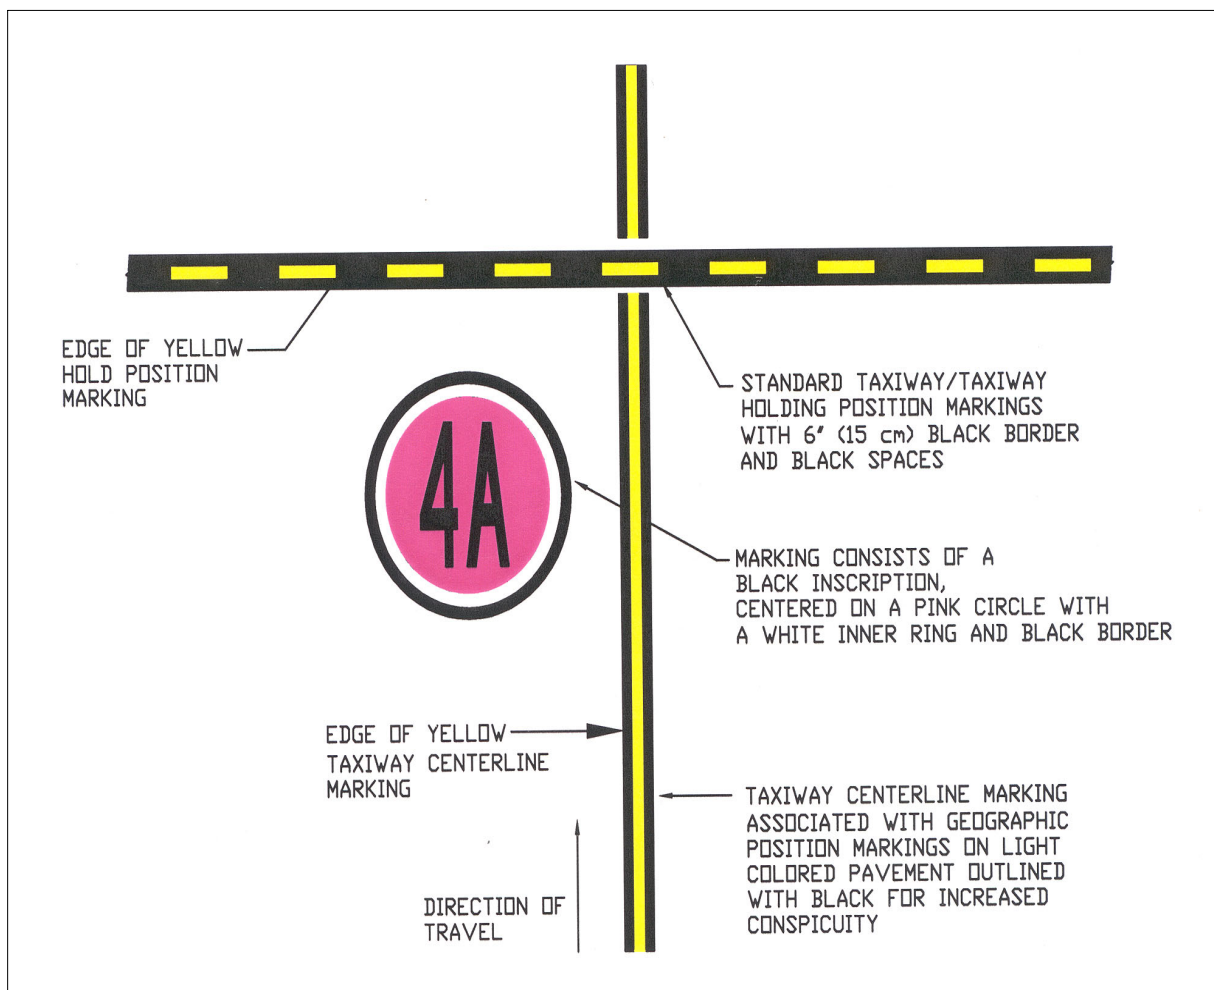 EDGE OF YELLOW
HOLD POSITION
MARKING
4A
STANDARD TAXIWAY/TAXIWAY
HOLDING POSITION MARKINGS
WITH 6" (15 cm) BLACK BORDER
AND BLACK SPACES
MARKING CONSISTS OF A
BLACK INSCRIPTION,
CENTERED ON A PINK CIRCLE WITH
A WHITE INNER RING AND BLACK BORDER
EDGE OF YELLOW
TAXIWAY CENTERLINE
MARKING
TAXIWAY CENTERLINE MARKING
ASSOCIATED WITH GEOGRAPHIC
POSITION MARKINGS ON LIGHT
COLORED PAVEMENT OUTLINED
WITH BLACK FOR INCREASED
CONSPICUITY
DIRECTION OF
TRAVEL